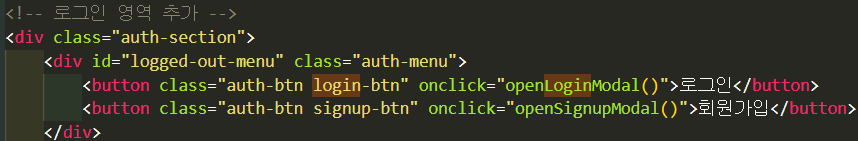 <!-- 로그인 영역 추가 -->
<div class="auth-section">
    <div id="logged-out-menu" class="auth-menu">
        <button class="auth-btn login-btn" onclick="openLoginModal()">로그인</button>
        <button class="auth-btn signup-btn" onclick="openSignupModal()">회원가입</button>
    </div>